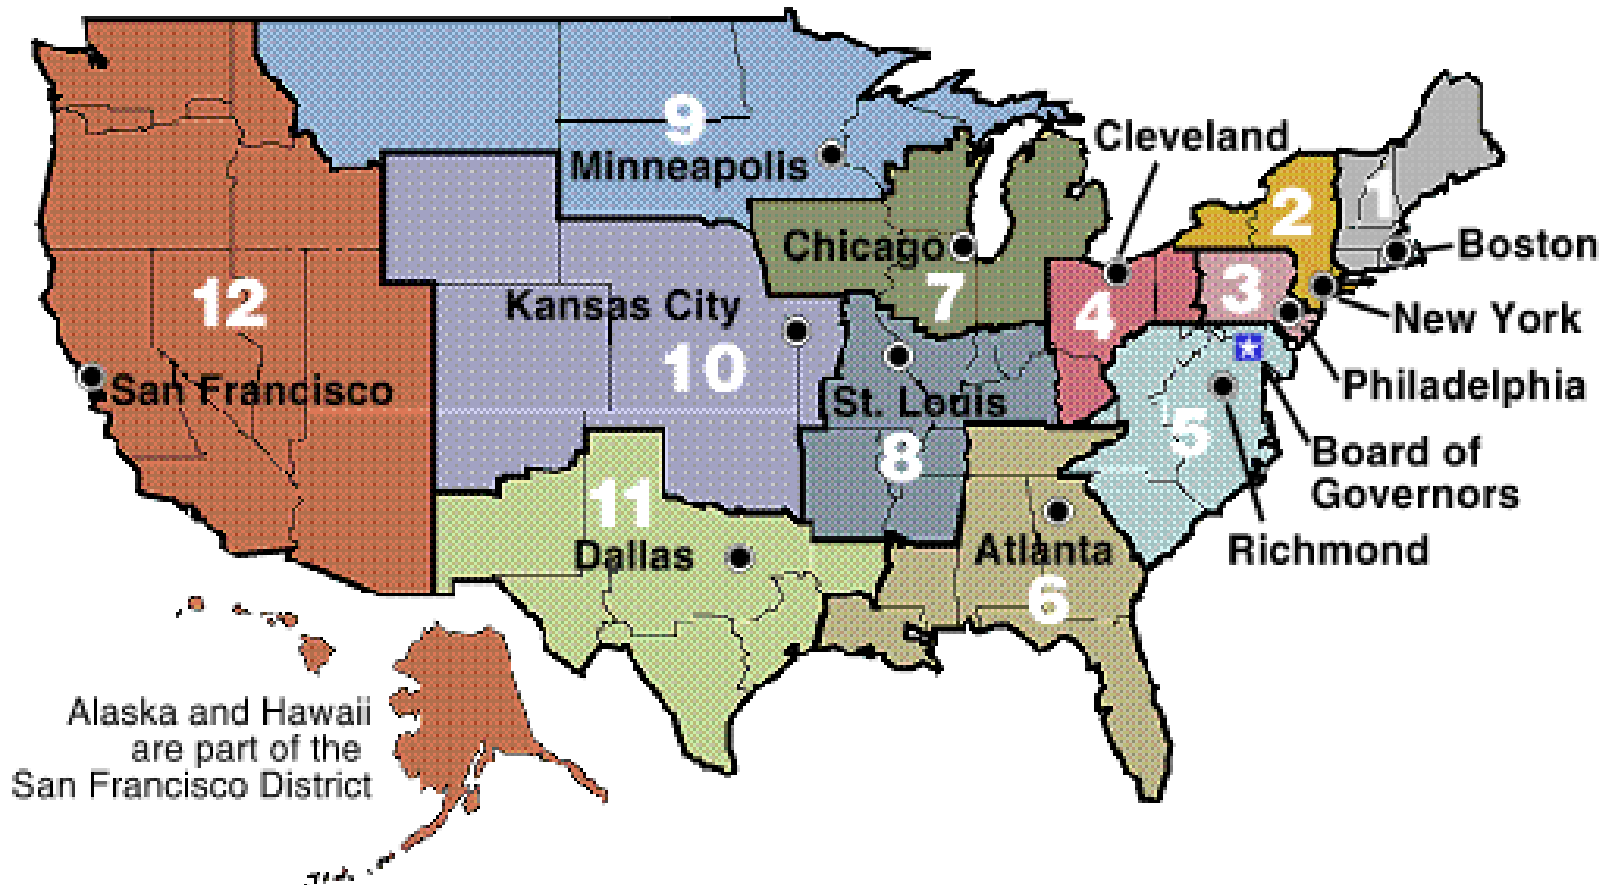 Cleveland
9
Minneapolis
2
1
Chicago
Boston
7
3
12
Kansas City
4
New York
10
San Francisco
St. Louis
Philadelphia
5
8
Board of
Governors
11
Dallas
Atlanta
Richmond
6
Alaska and Hawaii
are part of the
San Francisco District